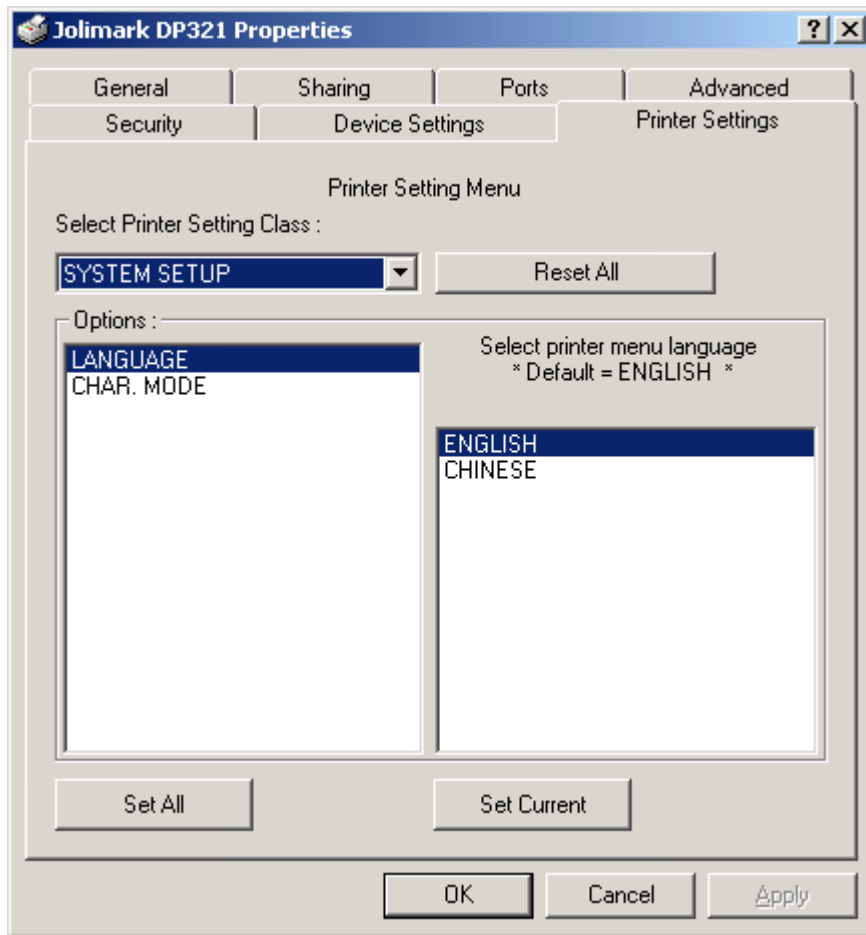 Jolimark DP321 Properties
General Sharing Ports Advanced
Security Device Settings Printer Settings
Printer Setting Menu
Select Printer Setting Class :
SYSTEM SETUP Reset All
Options :
LANGUAGE
CHAR. MODE
Select printer menu language
* Default = ENGLISH *
ENGLISH
CHINESE
Set All Set Current
OK Cancel Apply